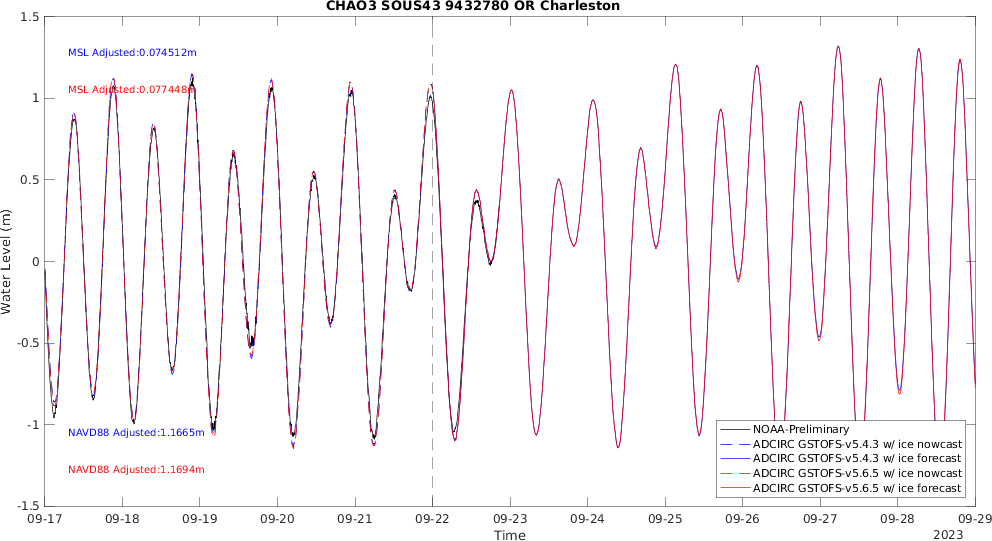 CHAO3 SOUS43 9432780 OR Charleston
1.5
1
0.5
0
-0.5
-1
-1.5
Water Level (m)
MSL Adjusted:0.074512m
MSL Adjusted:0.077448m
NAVD88 Adjusted:1.1665m
NAVD88 Adjusted:1.1694m
NOAA-Preliminary
ADCIRC GSTOFS-v5.4.3 w/ ice nowcast
ADCIRC GSTOFS-v5.4.3 w/ ice forecast
ADCIRC GSTOFS-v5.6.5 w/ ice nowcast
ADCIRC GSTOFS-v5.6.5 w/ ice forecast
09-17 09-18 09-19 09-20 09-21 09-22 09-23 09-24 09-25 09-26 09-27 09-28 09-29
Time
2023